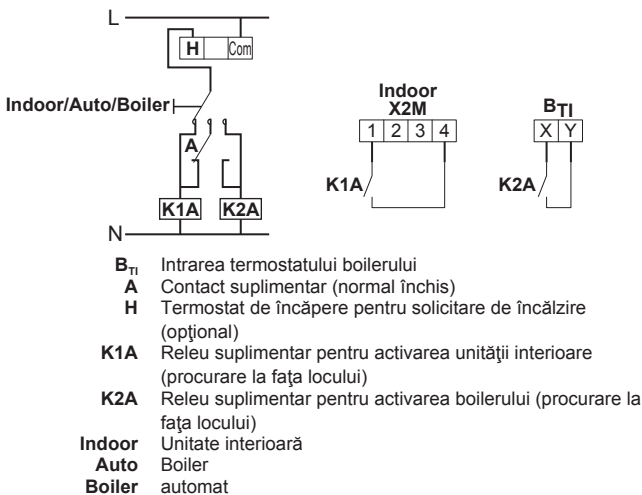 L
H Com
Indoor/Auto/Boiler
A
K1A K2A
N
Indoor
X2M
1 2 3 4
K1A
BTI
X Y
K2A
BTI Intrarea termostatului boilerului
A Contact suplimentar (normal închis)
H Termostat de încăpere pentru solicitare de încălzire
(opţional)
K1A Releu suplimentar pentru activarea unităţii interioare
(procurare la faţa locului)
K2A Releu suplimentar pentru activarea boilerului (procurare la
faţa locului)
Indoor Unitate interioară
Auto Boiler
Boiler automat